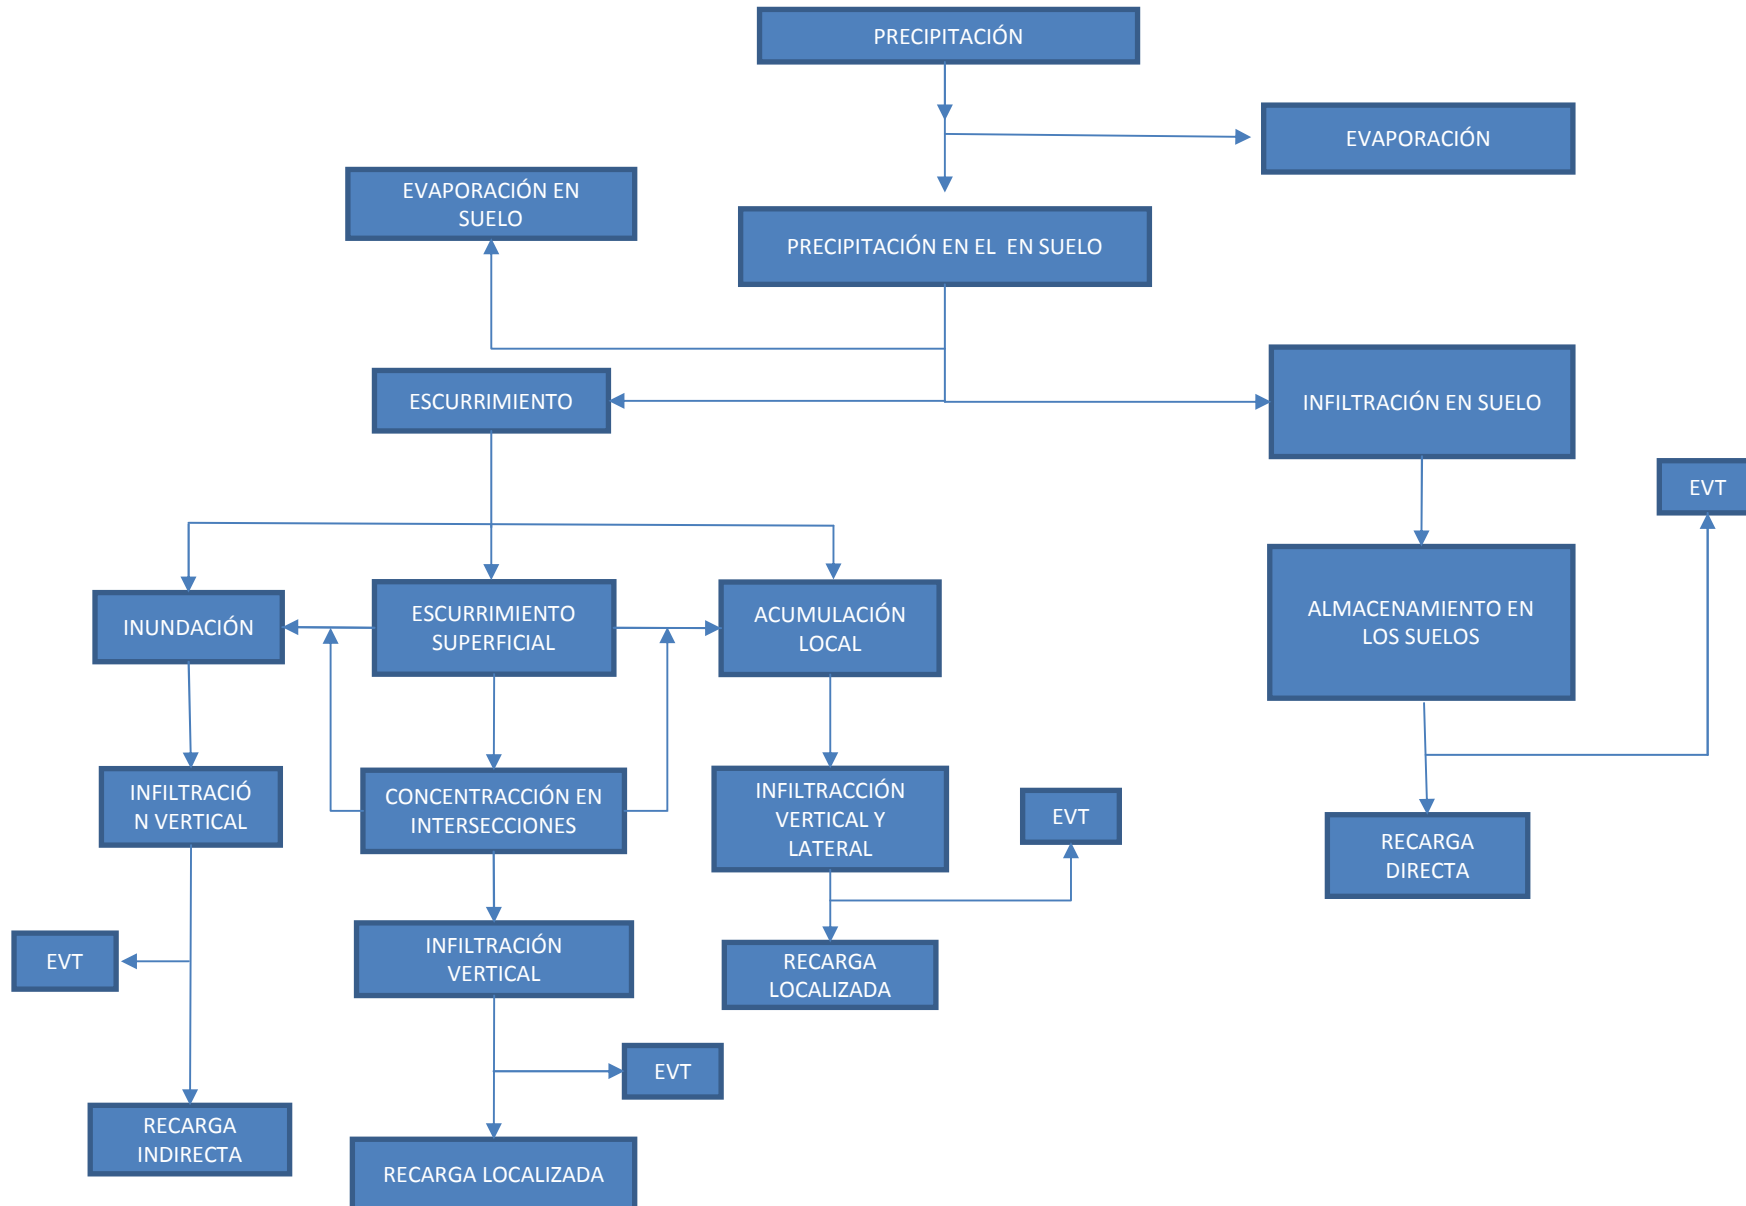 PRECIPITACIÓN
EVAPORACIÓN
EVAPORACIÓN EN
SUELO
PRECIPITACIÓN EN EL  EN SUELO
ESCURRIMIENTO
INFILTRACIÓN EN SUELO
EVT
INUNDACIÓN
ESCURRIMIENTO
SUPERFICIAL
ACUMULACIÓN
LOCAL
ALMACENAMIENTO EN
LOS SUELOS
INFILTRACIÓ
N VERTICAL
CONCENTRACCIÓN EN
INTERSECCIONES
INFILTRACCIÓN
VERTICAL Y
LATERAL
EVT
RECARGA
DIRECTA
EVT
INFILTRACIÓN
VERTICAL
RECARGA
LOCALIZADA
EVT
RECARGA
INDIRECTA
RECARGA LOCALIZADA